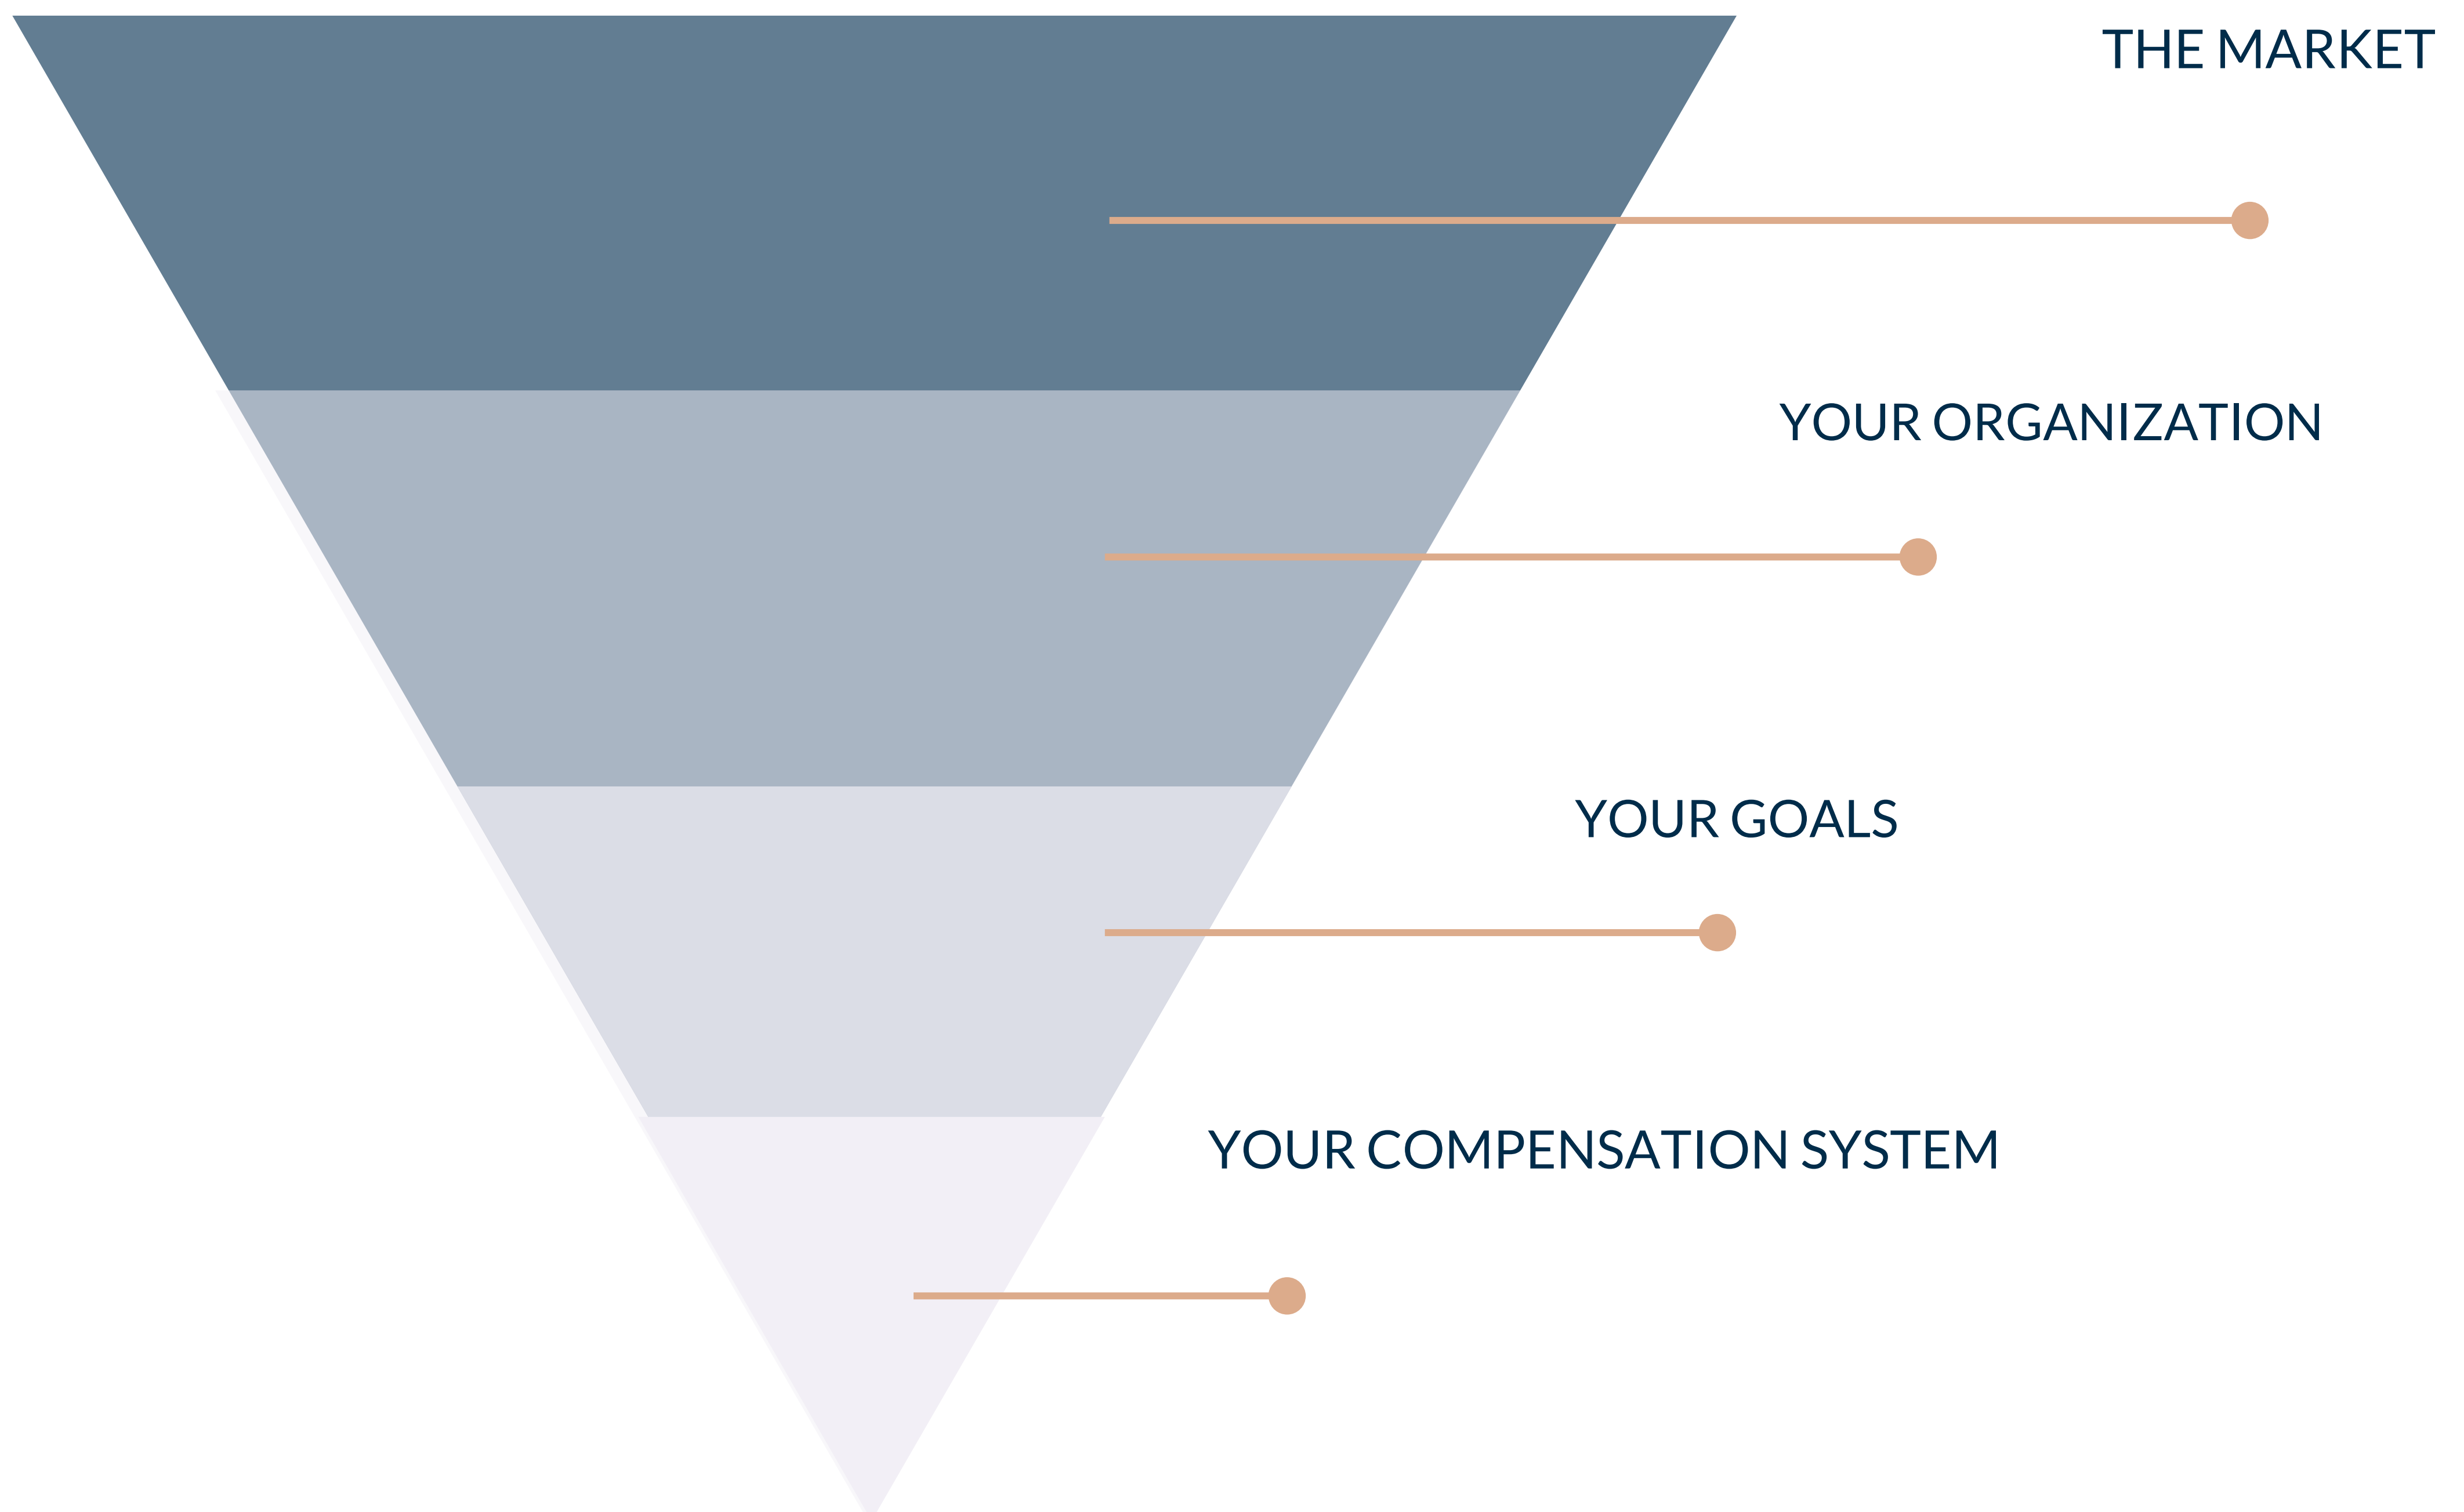 THE MARKET
YOUR ORGANIZATION
YOUR GOALS
YOUR COMPENSATION SYSTEM